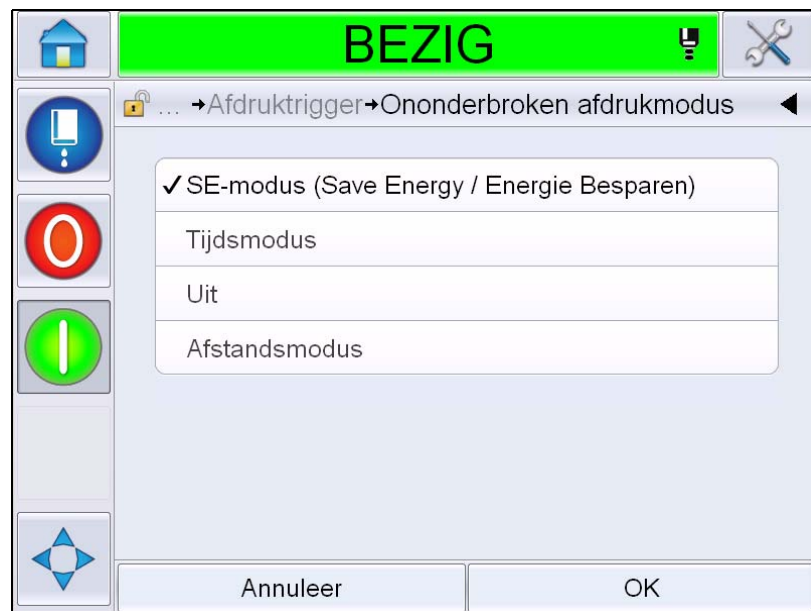 BEZIG
... →Afdruktrigger→Ononderbroken afdrukmodus
✓SE-modus (Save Energy / Energie Besparen)
Tijdsmodus
Uit
Afstandsmodus
Annuleer
OK